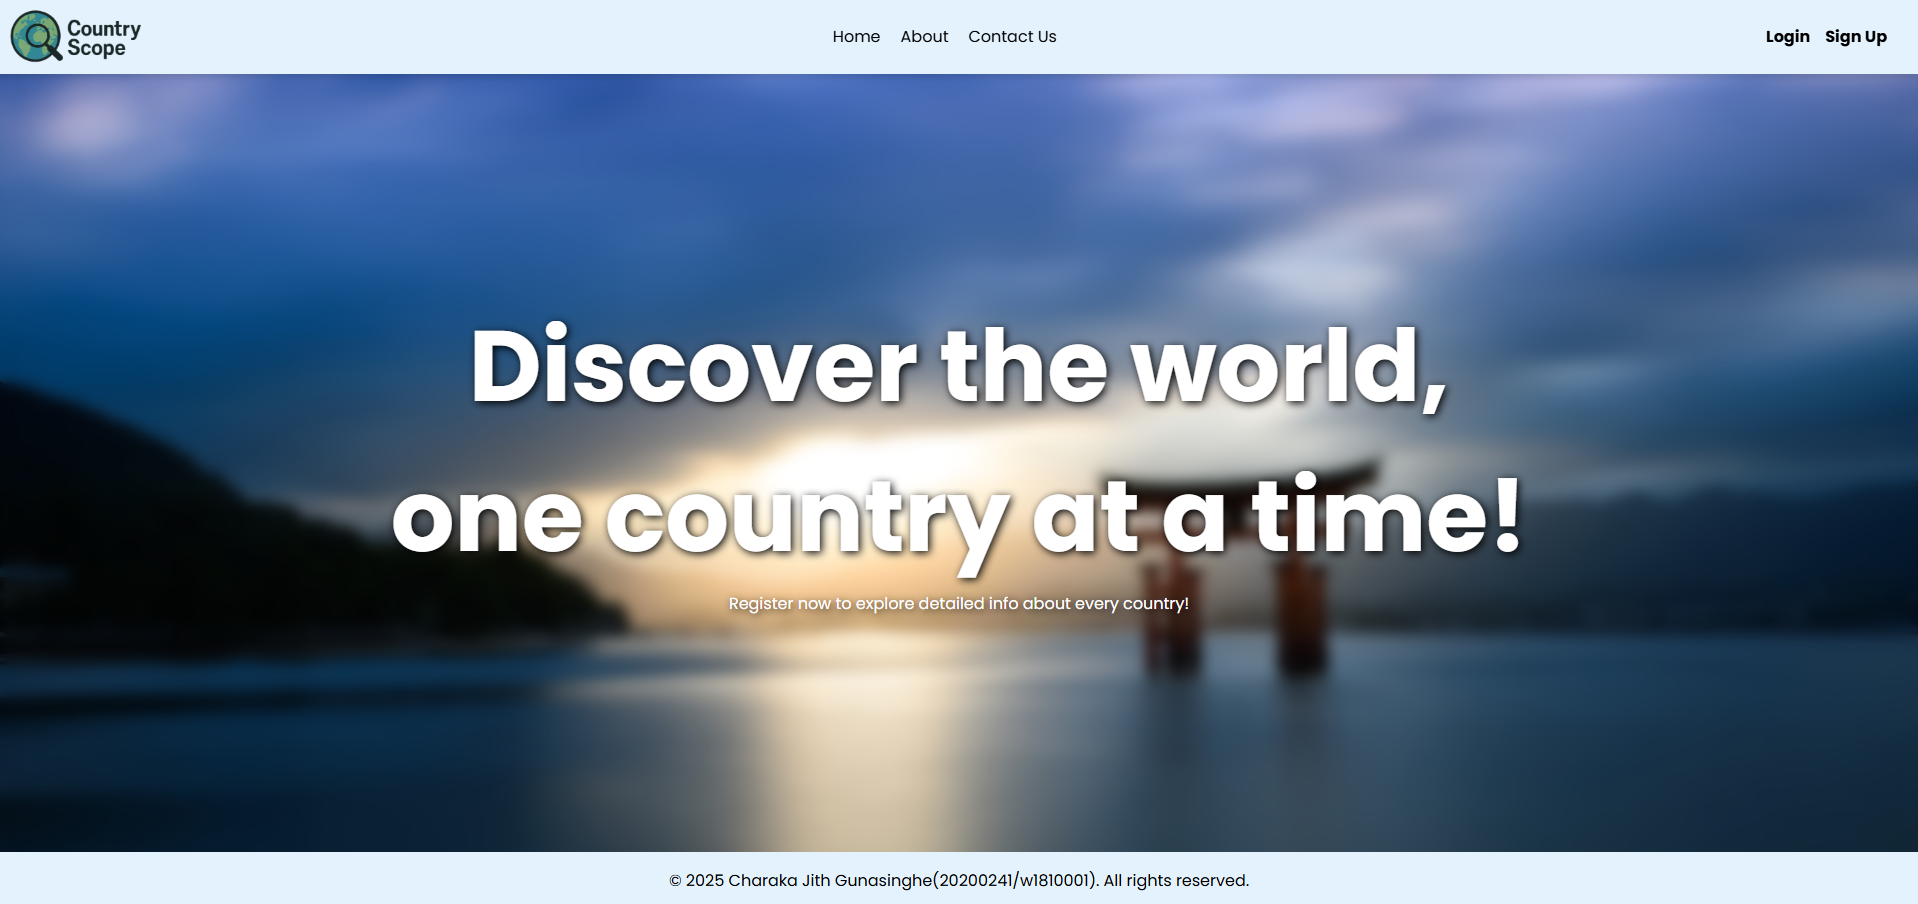 Country
Scope
Home About Contact Us
Login Sign Up
Discover the world,
one country at a time!
Register now to explore detailed info about every country!
© 2025 Charaka Jith Gunasinghe(20200241/w1810001). All rights reserved.